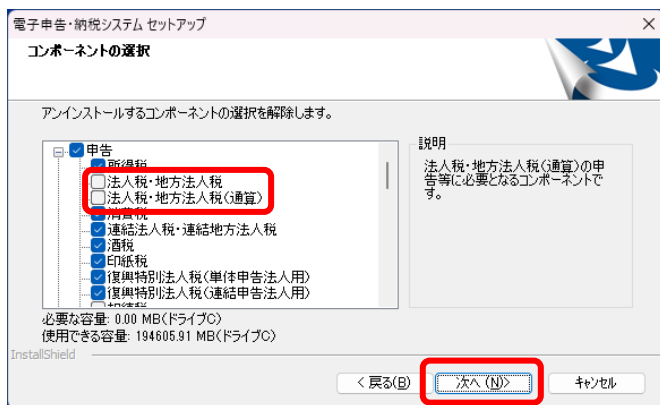 電子申告・納税システム セットアップ
コンポーネントの選択
アンインストールするコンポーネントの選択を解除します。
申告
所得税
法人税・地方法人税
法人税・地方法人税(通算)
消費税
連結法人税・連結地方法人税
酒税
印紙税
復興特別法人税(単体申告法人用)
復興特別法人税(連結申告法人用)
説明
法人税・地方法人税(通算)の申
告等に必要となるコンポーネントで
す。
必要な容量: 0.00 MB(ドライブC)
使用できる容量: 194605.91 MB(ドライブC)
InstallShield
< 戻る(B) 次へ (N)> キャンセル